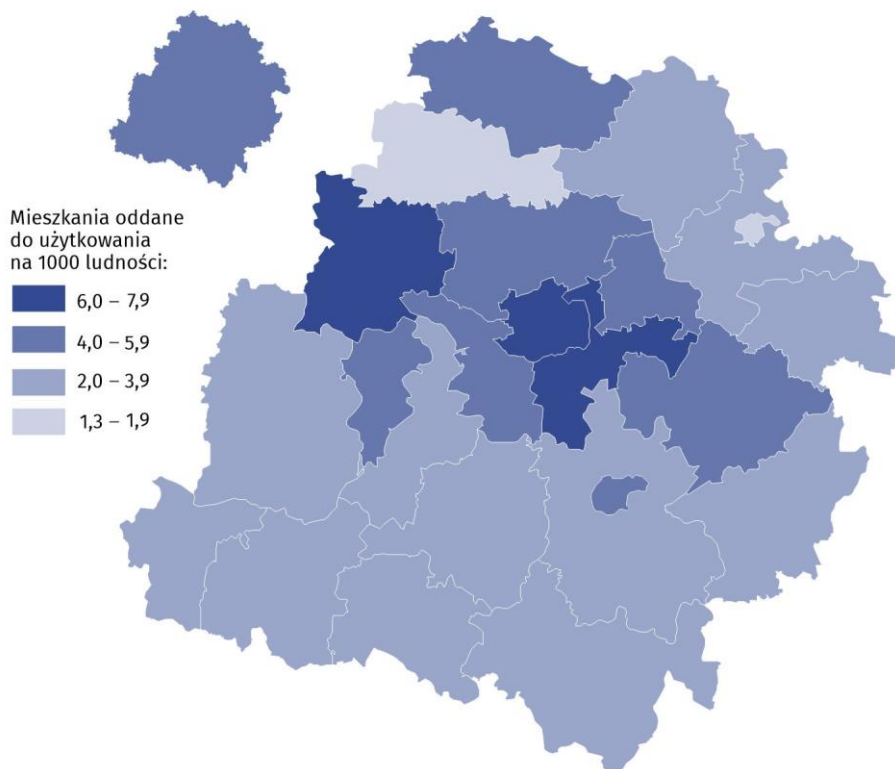 Mieszkania oddane
do użytkowania
na 1000 ludności:
6,0 – 7,9
4,0 – 5,9
2,0 – 3,9
1,3 – 1,9